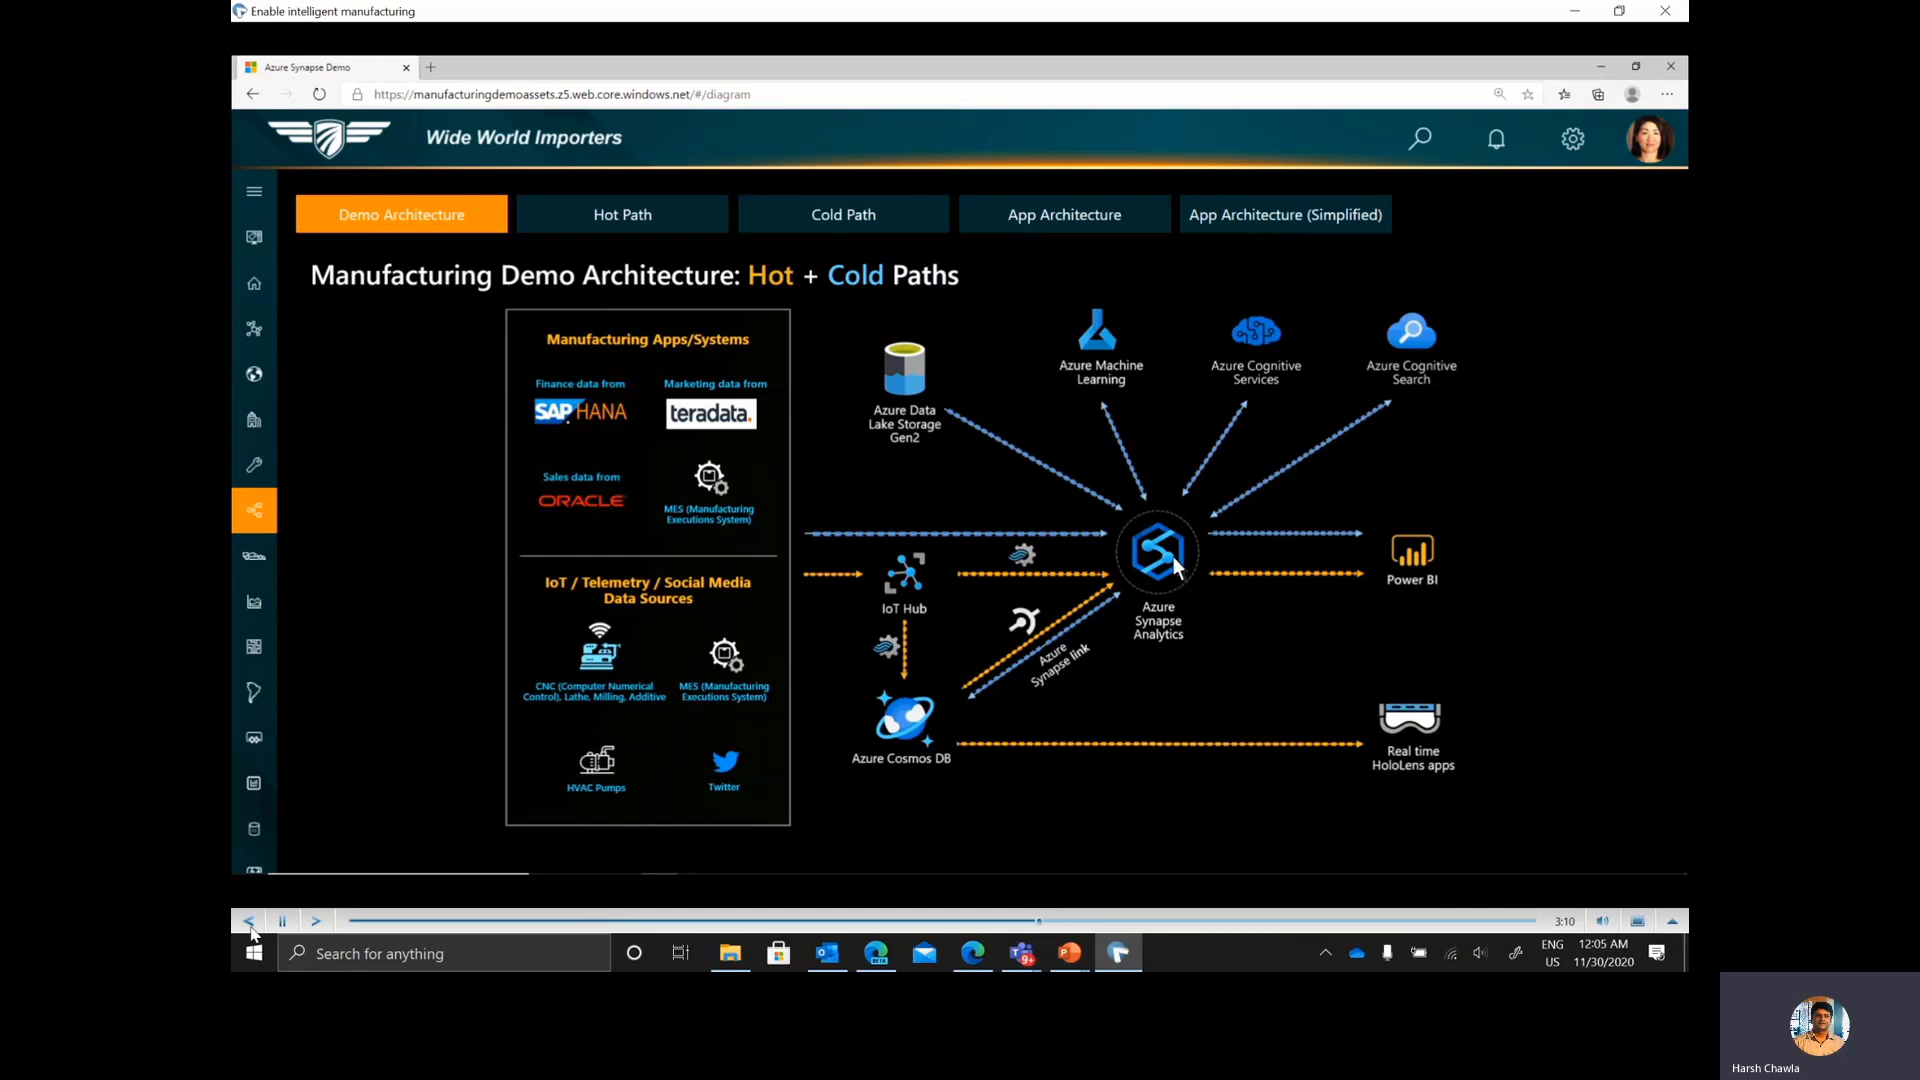 Enable intelligent manufacturing
Azure Synapse Demo
https://manufacturingdemoassets.z5.web.core.windows.net/#/diagram
Wide World Importers
Demo Architecture
Hot Path
Cold Path
App Architecture
App Architecture (Simplified)
Manufacturing Demo Architecture: Hot + Cold Paths
Manufacturing Apps/Systems
Finance data from
SAP HANA
Marketing data from
teradata.
Sales data from
ORACLE
MES (Manufacturing
Executions System)
IoT / Telemetry / Social Media
Data Sources
CNC (Computer Numerical
Control), Lathe, Milling, Additive
MES (Manufacturing
Executions System)
HVAC Pumps
Twitter
Azure Data
Lake Storage
Gen2
Azure Machine
Learning
Azure Cognitive
Services
Azure Cognitive
Search
IoT Hub
Azure
Synapse
Analytics
Power BI
Azure
Synapse link
Azure Cosmos DB
Real time
HoloLens apps
3:10
Search for anything
BETA
9+
ENG
US
12:05 AM
11/30/2020
Harsh Chawla